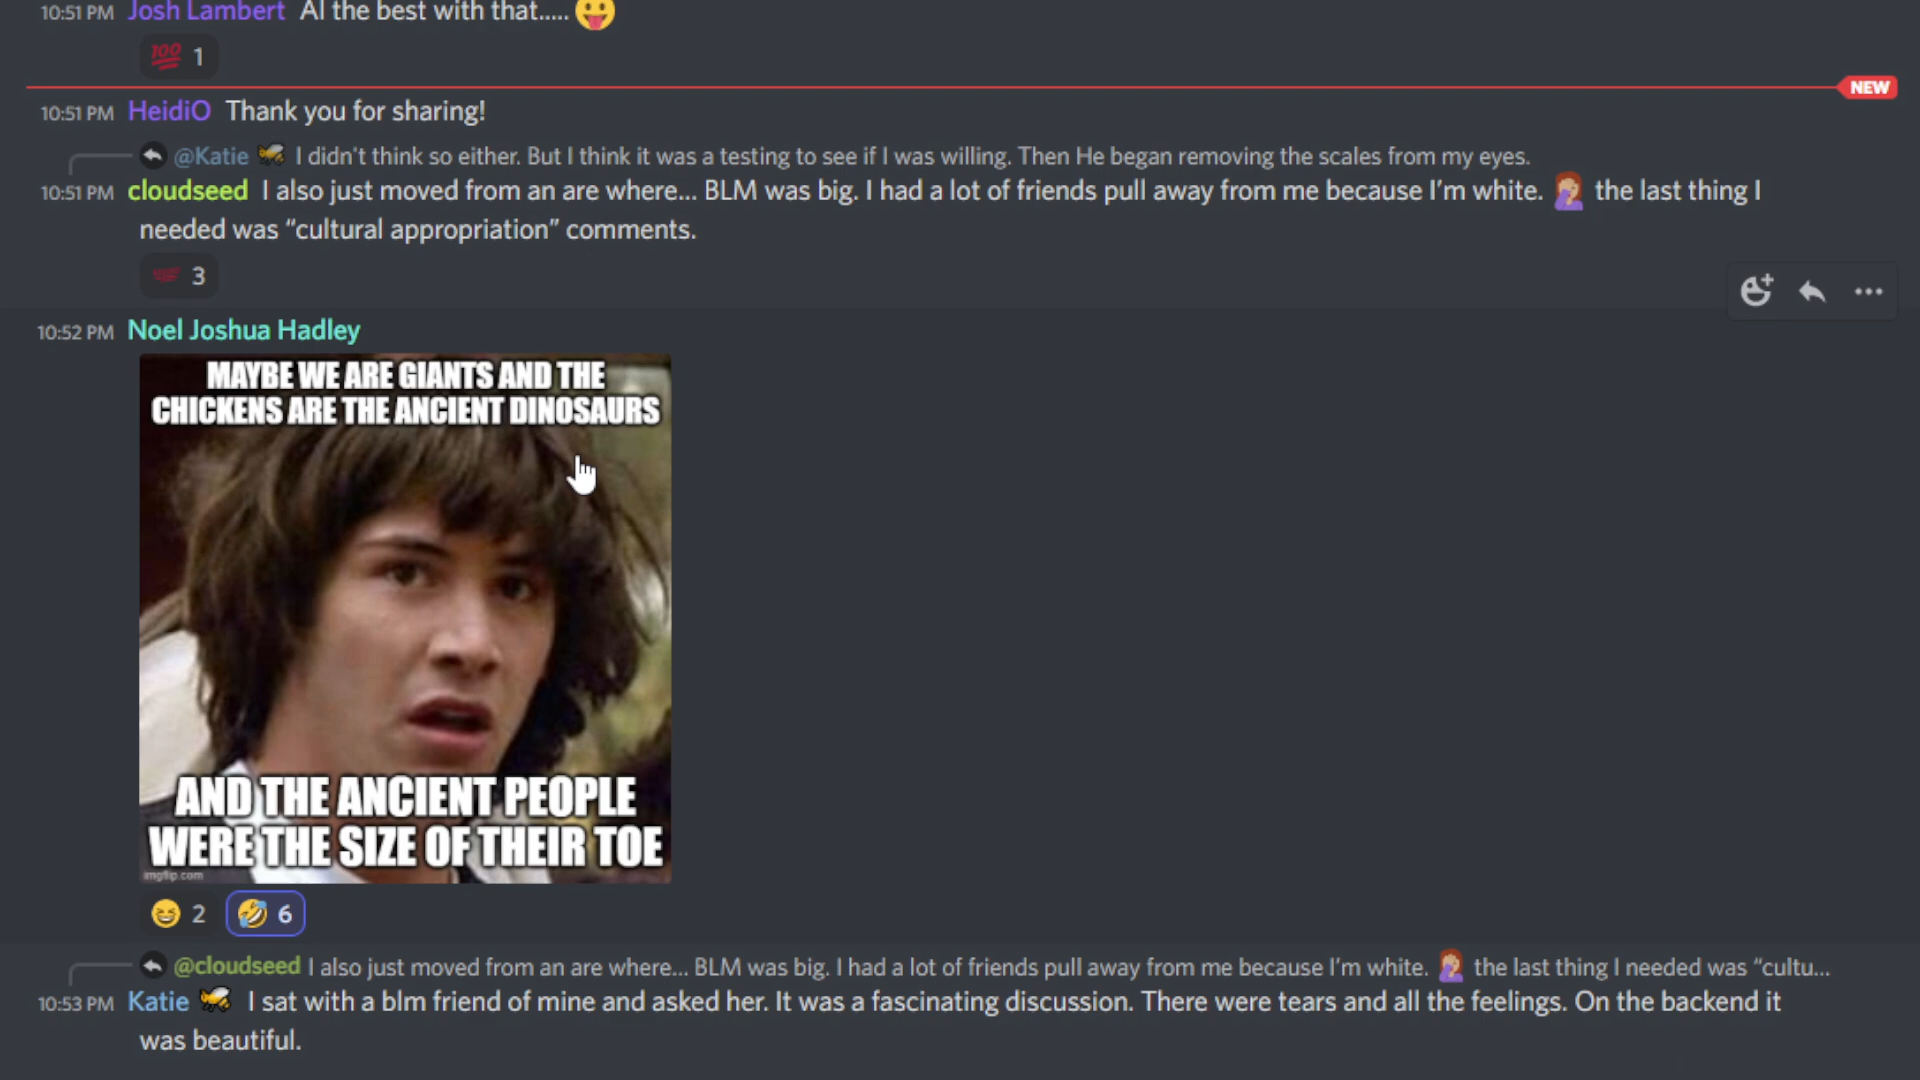 10:51 PM Josh Lambert Al the best with that.....
100 1
NEW
10:51 PM HeidiO Thank you for sharing!
@Katie I didn't think so either. But I think it was a testing to see if I was willing. Then He began removing the scales from my eyes.
10:51 PM cloudseed I also just moved from an are where... BLM was big. I had a lot of friends pull away from me because I'm white. the last thing I
needed was “cultural appropriation” comments.
3
10:52 PM Noel Joshua Hadley
MAYBE WE ARE GIANTS AND THE
CHICKENS ARE THE ANCIENT DINOSAURS
AND THE ANCIENT PEOPLE
WERE THE SIZE OF THEIR TOE
imgflip.com
2 6
@cloudseed I also just moved from an are where... BLM was big. I had a lot of friends pull away from me because I'm white. the last thing I needed was “cultu...
10:53 PM Katie I sat with a blm friend of mine and asked her. It was a fascinating discussion. There were tears and all the feelings. On the backend it
was beautiful.